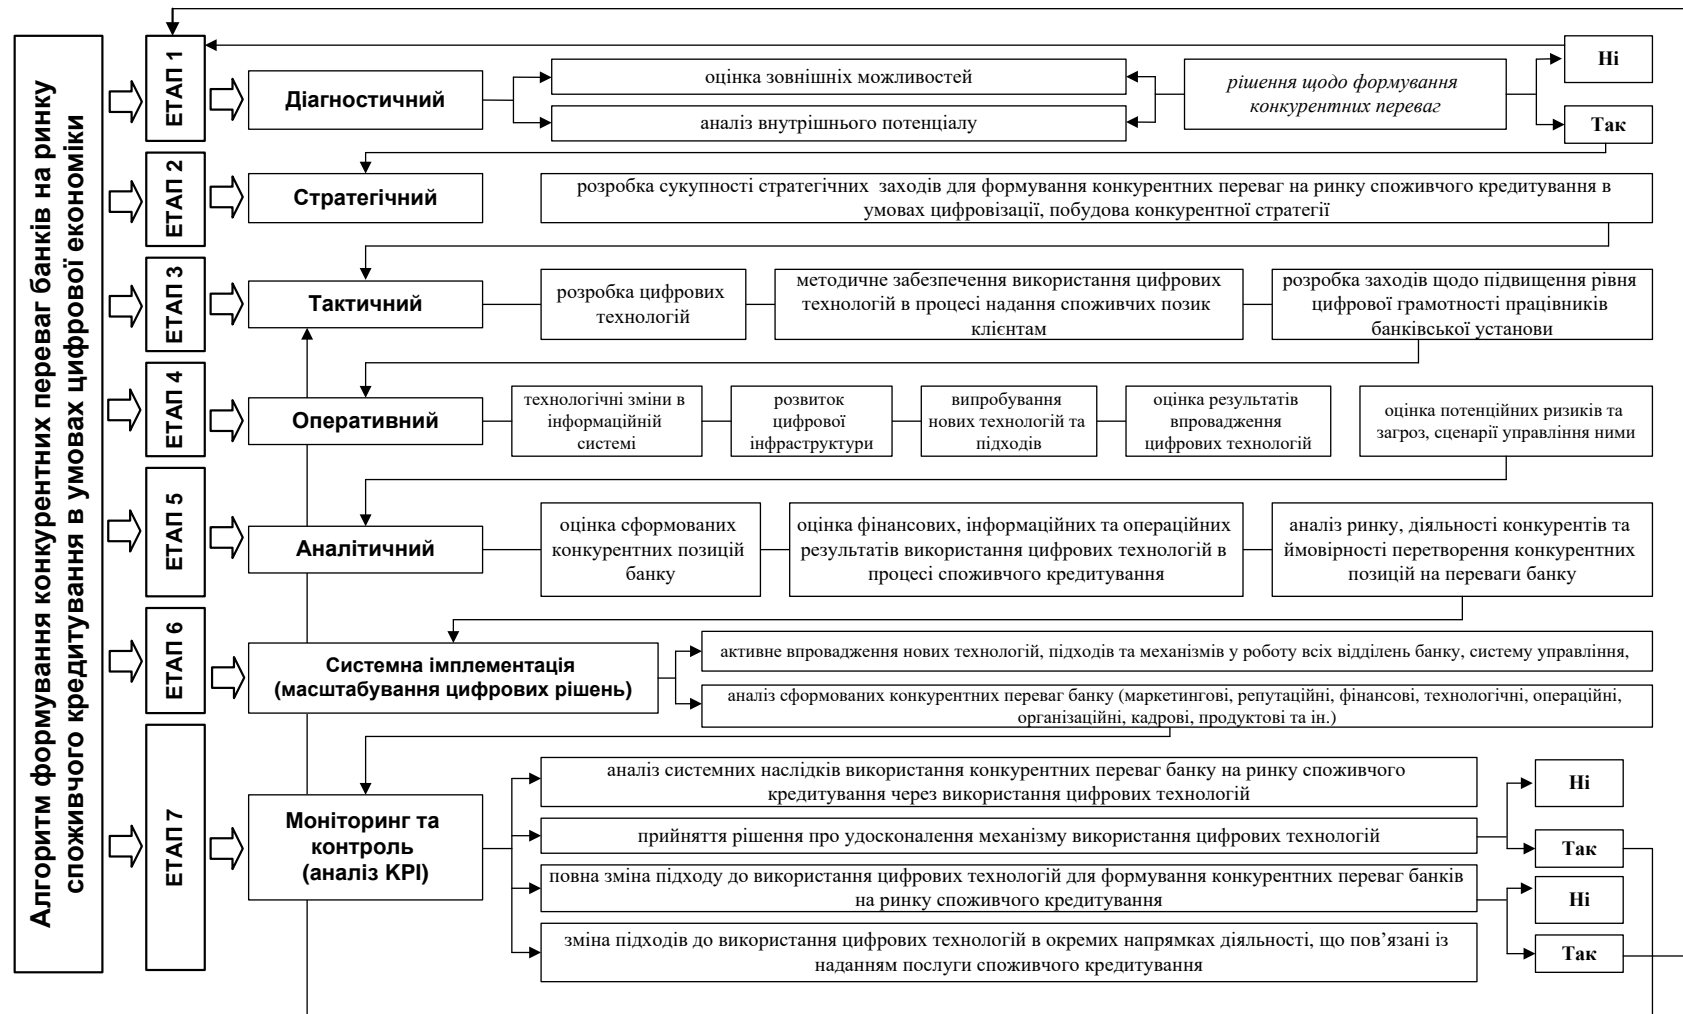 Алгоритм формування конкурентних переваг банків на ринку
споживчого кредитування в умовах цифрової економіки
ЕТАП 1
Діагностичний
оцінка зовнішніх можливостей
аналіз внутрішнього потенціалу
рішення щодо формування
конкурентних переваг
Ні
Так
ЕТАП 2
Стратегічний
розробка сукупності стратегічних заходів для формування конкурентних переваг на ринку споживчого кредитування в
умовах цифровізації, побудова конкурентної стратегії
ЕТАП 3
Тактичний
розробка цифрових
технологій
методичне забезпечення використання цифрових
технологій в процесі надання споживчих позик
клієнтам
розробка заходів щодо підвищення рівня
цифрової грамотності працівників
банківської установи
ЕТАП 4
Оперативний
технологічні зміни в
інформаційній
системі
розвиток
цифрової
інфраструктури
випробування
нових технологій та
підходів
оцінка результатів
впровадження
цифрових технологій
оцінка потенційних ризиків та
загроз, сценарії управління ними
ЕТАП 5
Аналітичний
оцінка сформованих
конкурентних позицій
банку
оцінка фінансових, інформаційних та операційних
результатів використання цифрових технологій в
процесі споживчого кредитування
аналіз ринку, діяльності конкурентів та
ймовірності перетворення конкурентних
позицій на переваги банку
ЕТАП 6
Системна імплементація
(масштабування цифрових рішень)
активне впровадження нових технологій, підходів та механізмів у роботу всіх відділень банку, систему управління,
аналіз сформованих конкурентних переваг банку (маркетингові, репутаційні, фінансові, технологічні, операційні,
організаційні, кадрові, продуктові та ін.)
ЕТАП 7
Моніторинг та
контроль
(аналіз KPI)
аналіз системних наслідків використання конкурентних переваг банку на ринку споживчого
кредитування через використання цифрових технологій
прийняття рішення про удосконалення механізму використання цифрових технологій
Ні
Так
повна зміна підходу до використання цифрових технологій для формування конкурентних переваг банків
на ринку споживчого кредитування
Ні
Так
зміна підходів до використання цифрових технологій в окремих напрямках діяльності, що пов’язані із
наданням послуги споживчого кредитування